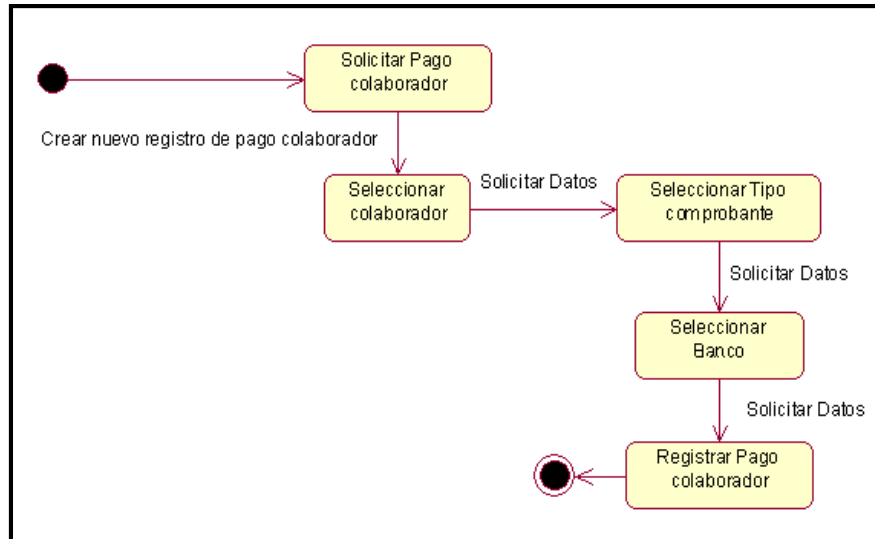 Solicitar Pago
colaborador
Crear nuevo registro de pago colaborador
Seleccionar
colaborador
Solicitar Datos
Seleccionar Tipo
comprobante
Solicitar Datos
Seleccionar
Banco
Solicitar Datos
Registrar Pago
colaborador